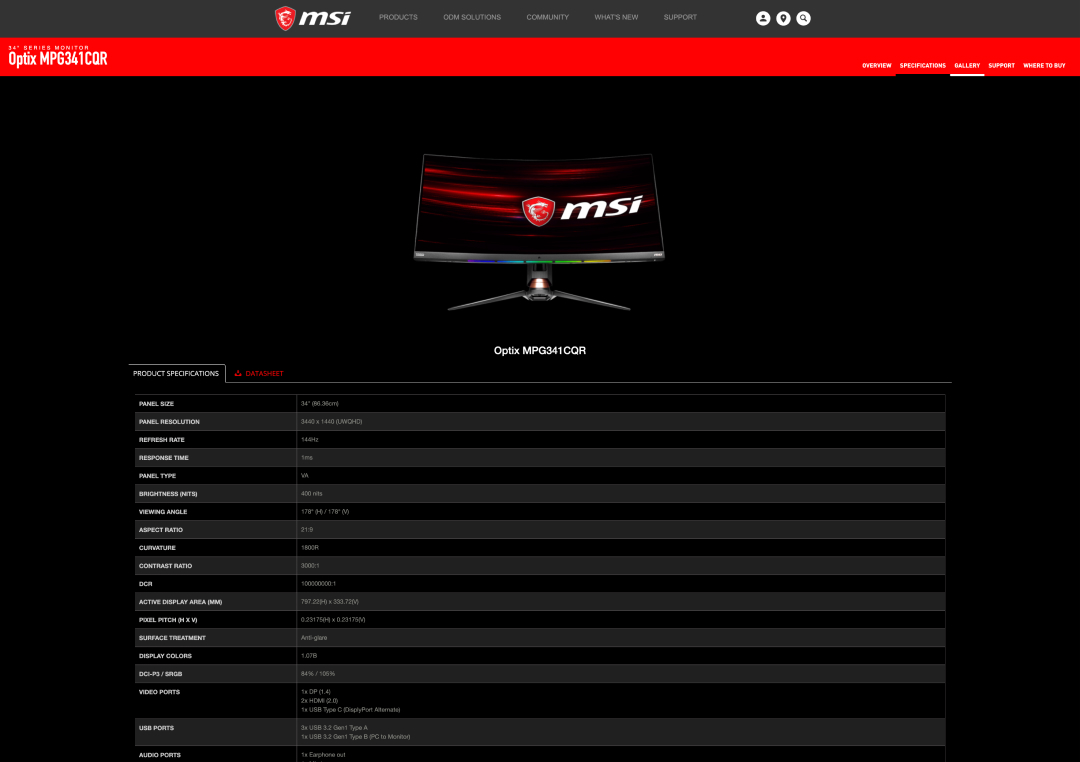 msi
PRODUCTS
ODM SOLUTIONS
COMMUNITY
WHAT'S NEW
SUPPORT
34" SERIES MONITOR
Optix MPG341CQR
OVERVIEW
SPECIFICATIONS
GALLERY
SUPPORT
WHERE TO BUY
msi
Optix MPG341CQR
PRODUCT SPECIFICATIONS
DATASHEET
PANEL SIZE 34" (86.36cm)
PANEL RESOLUTION 3440 x 1440 (UWQHD)
REFRESH RATE 144Hz
RESPONSE TIME 1ms
PANEL TYPE VA
BRIGHTNESS (NITS) 400 nits
VIEWING ANGLE 178° (H) / 178° (V)
ASPECT RATIO 21:9
CURVATURE 1800R
CONTRAST RATIO 3000:1
DCR 100000000:1
ACTIVE DISPLAY AREA (MM) 797.22(H) x 333.72(V)
PIXEL PITCH (H X V) 0.23175(H) x 0.23175(V)
SURFACE TREATMENT Anti-glare
DISPLAY COLORS 1.07B
DCI-P3 / SRGB 84% / 105%
VIDEO PORTS 1x DP (1.4)
2x HDMI (2.0)
1x USB Type C (DisplyPort Alternate)
USB PORTS 3x USB 3.2 Gen1 Type A
1x USB 3.2 Gen1 Type B (PC to Monitor)
AUDIO PORTS 1x Earphone out